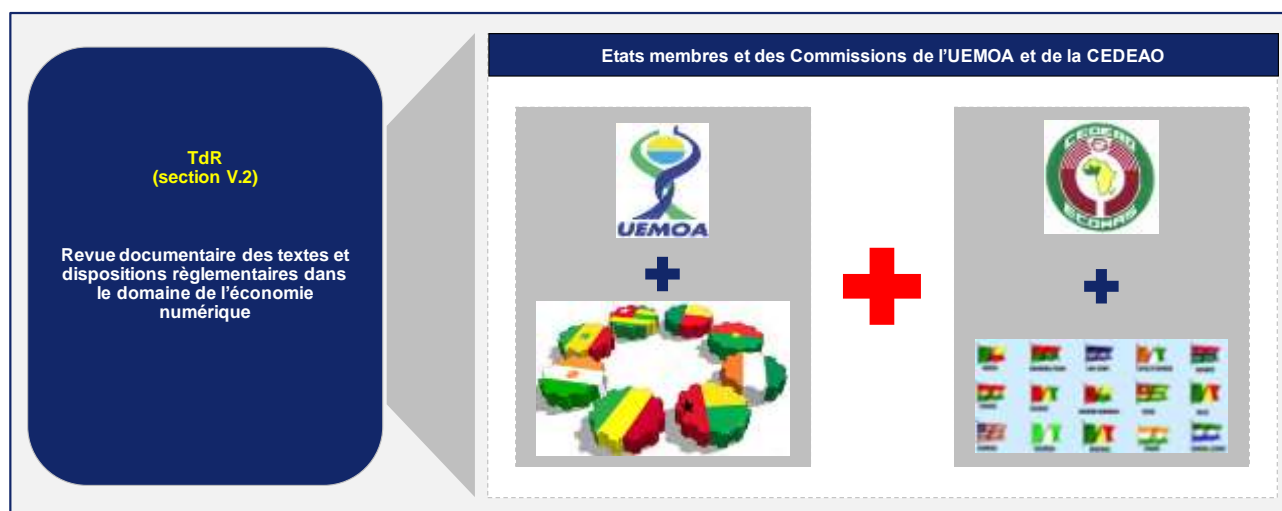 Etats membres et des Commissions de l'UEMOA et de la CEDEAO
TdR
(section V.2)
Revue documentaire des textes et
dispositions règlementaires dans
le domaine de l'économie
numérique
UEMOA
CEDEAO
ECOWAS